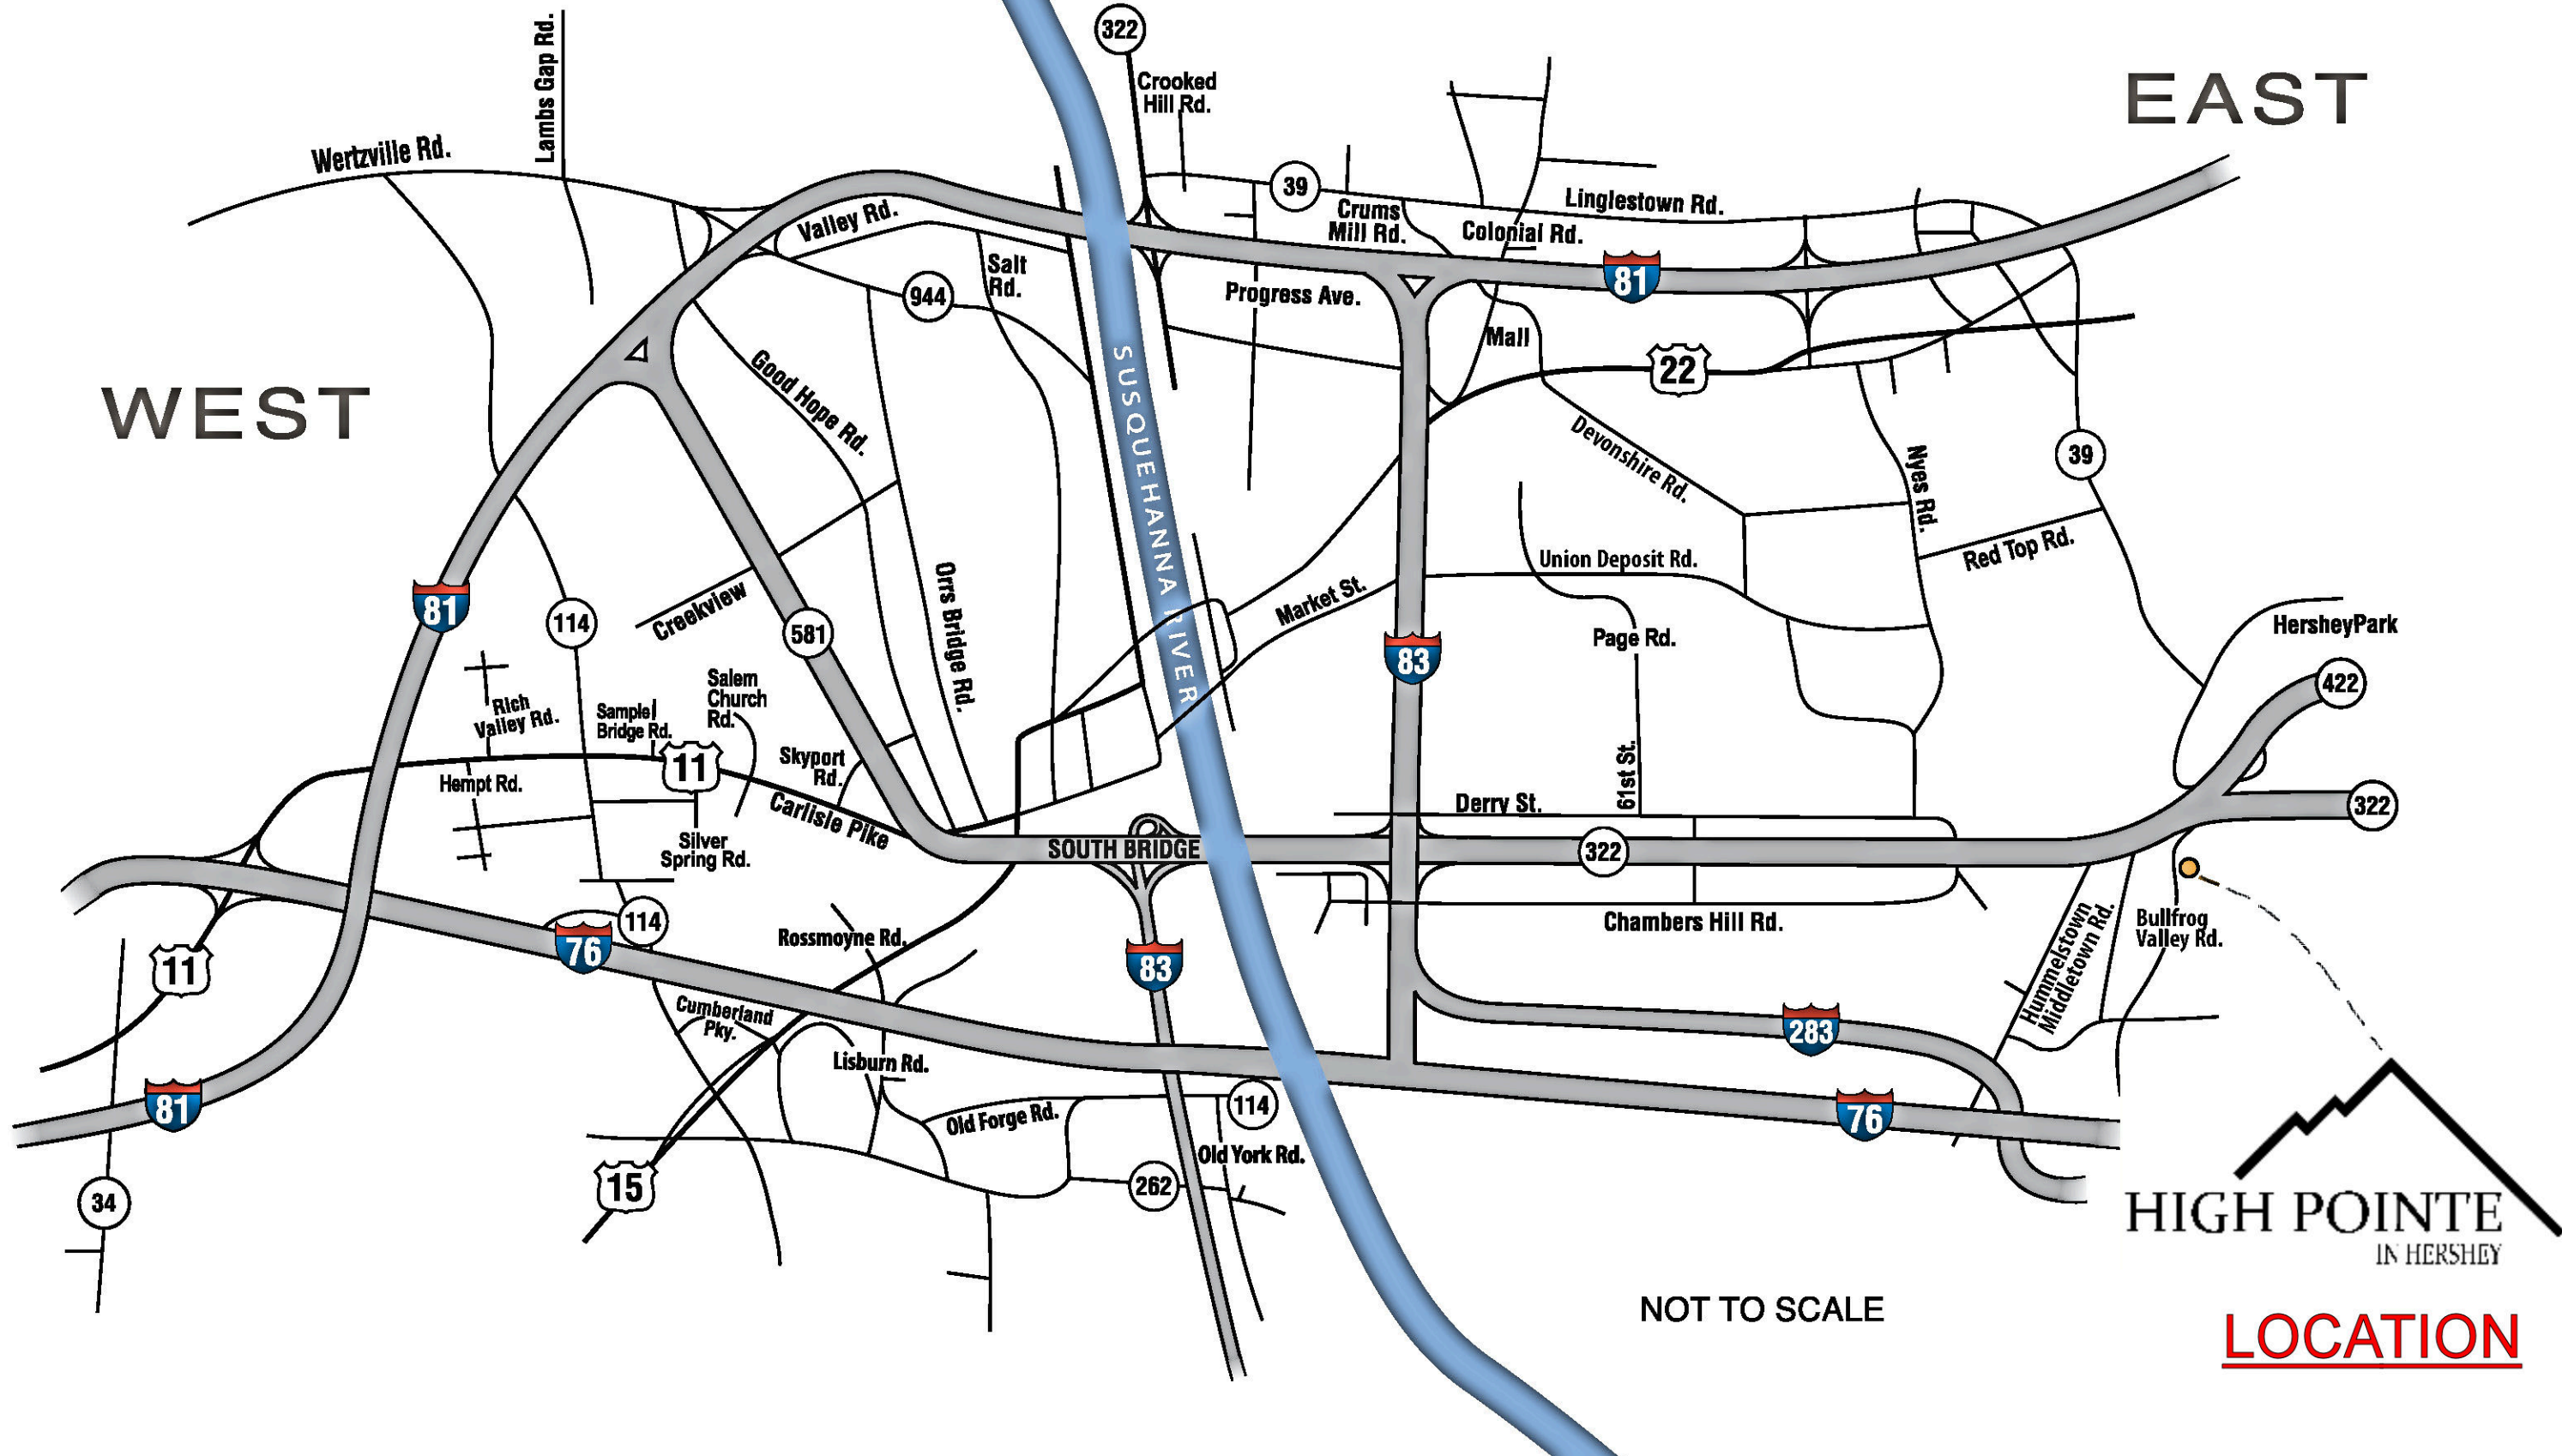 322
Crooked
Hill Rd.
EAST
Lambs Gap Rd.
Wertzville Rd.
39
Linglestown Rd.
Crums
Mill Rd.
Colonial Rd.
Valley Rd.
Salt
Rd.
944
Progress Ave.
81
Mall
22
WEST
Good Hope Rd.
SUSQUEHANNA RIVER
Devonshire Rd.
Nyes Rd.
39
Red Top Rd.
Union Deposit Rd.
Market St.
Orrs Bridge Rd.
Creekview
81
114
581
Page Rd.
83
HersheyPark
422
Rich
Valley Rd.
Sample
Bridge Rd.
Salem
Church
Rd.
11
Skyport
Rd.
Hempt Rd.
Carlisle Pike
61st St.
Derry St.
322
Silver
Spring Rd.
SOUTH BRIDGE
322
114
76
Rossmoyne Rd.
83
Chambers Hill Rd.
Hummelstown
Middletown Rd.
Bullfrog
Valley Rd.
11
Cumberland
Pky.
283
Lisburn Rd.
81
Old Forge Rd.
114
76
Old York Rd.
15
262
34
HIGH POINTE
IN HERSHEY
NOT TO SCALE
LOCATION